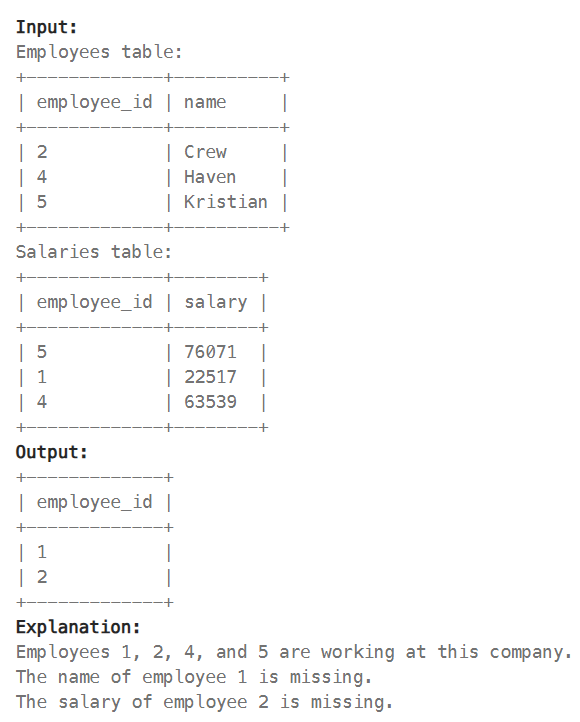 Input:
Employees table:
+-------------+----------+
| employee_id | name     |
+-------------+----------+
| 2           | Crew     |
| 4           | Haven    |
| 5           | Kristian |
+-------------+----------+
Salaries table:
+-------------+--------+
| employee_id | salary |
+-------------+--------+
| 5           | 76071  |
| 1           | 22517  |
| 4           | 63539  |
+-------------+--------+
Output:
+-------------+
| employee_id |
+-------------+
| 1           |
| 2           |
+-------------+
Explanation:
Employees 1, 2, 4, and 5 are working at this company.
The name of employee 1 is missing.
The salary of employee 2 is missing.